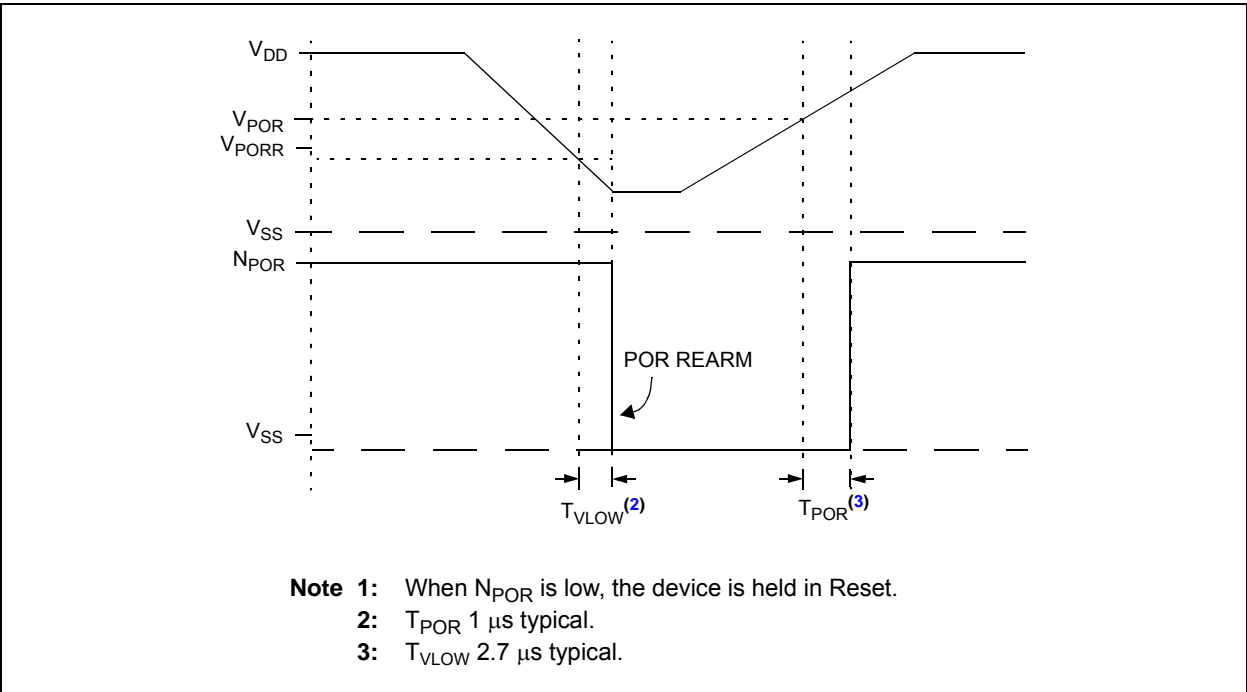 VDD
VPOR
VPORR
VSS
NPOR
POR REARM
VSS
TVLOW(2)
TPOR(3)
Note 1: When NPOR is low, the device is held in Reset.
2: TPOR 1 μs typical.
3: TVLOW 2.7 μs typical.